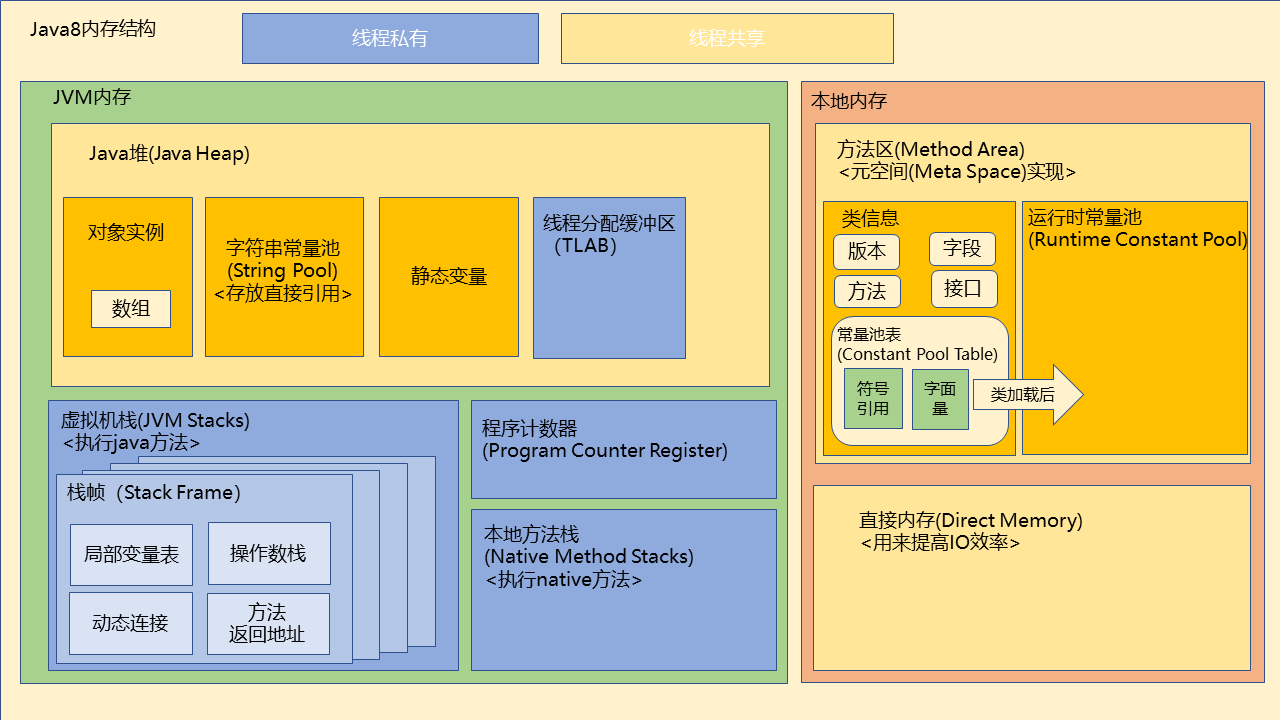 Java8内存结构
线程私有
线程共享
JVM内存
Java堆(Java Heap)
对象实例
数组
字符串常量池
(String Pool)
<存放直接引用>
静态变量
线程分配缓冲区
（TLAB）
虚拟机栈(JVM Stacks)
<执行java方法>
栈帧（Stack Frame）
局部变量表
操作数栈
动态连接
方法
返回地址
程序计数器
(Program Counter Register)
本地方法栈
(Native Method Stacks)
<执行native方法>
本地内存
方法区(Method Area)
<元空间(Meta Space)实现>
类信息
版本
字段
方法
接口
常量池表
(Constant Pool Table)
符号
引用
字面
量
类加载后
运行时常量池
(Runtime Constant Pool)
直接内存(Direct Memory)
<用来提高IO效率>